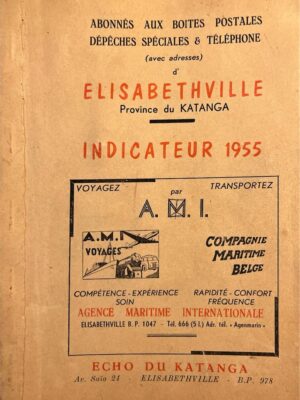 ABONNÉS AUX BOITES POSTALES
DÉPÊCHES SPÉCIALES & TÉLÉPHONE
(avec adresses)
d'
ELISABETHVILLE
Province du KATANGA
INDICATEUR 1955
VOYAGEZ
TRANSPORTEZ
par
A. M. I.
A.M.I
VOYAGES
COMPAGNIE
MARITIME
BELGE
COMPÉTENCE - EXPÉRIENCE
SOIN
RAPIDITÉ - CONFORT
FRÉQUENCE
AGENCE MARITIME INTERNATIONALE
ELISABETHVILLE B. P. 1047 - Tél. 666 (5 l.) Adr. tél. «Agenmarin»
ECHO DU KATANGA
Av. Saio 24 - ELISABETHVILLE - B.P. 978